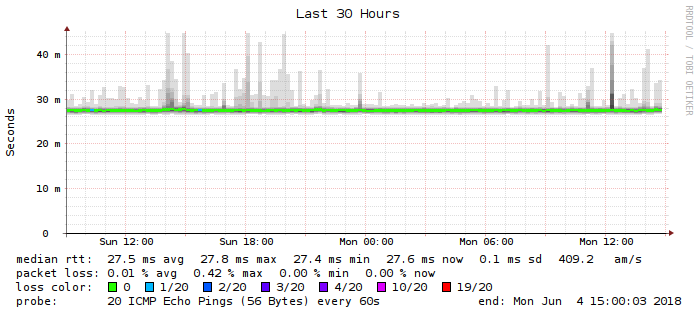 Last 30 Hours
RRDTOOL / TOBI OETIKER
Seconds
40 m
30 m
20 m
10 m
0
Sun 12:00 Sun 18:00 Mon 00:00 Mon 06:00 Mon 12:00
median rtt: 27.5 ms avg 27.8 ms max 27.4 ms min 27.6 ms now 0.1 ms sd 409.2 am/s
packet loss: 0.01 % avg 0.42 % max 0.00 % min 0.00 % now
loss color: 0 1/20 2/20 3/20 4/20 10/20 19/20
probe: 20 ICMP Echo Pings (56 Bytes) every 60s end: Mon Jun 4 15:00:03 2018